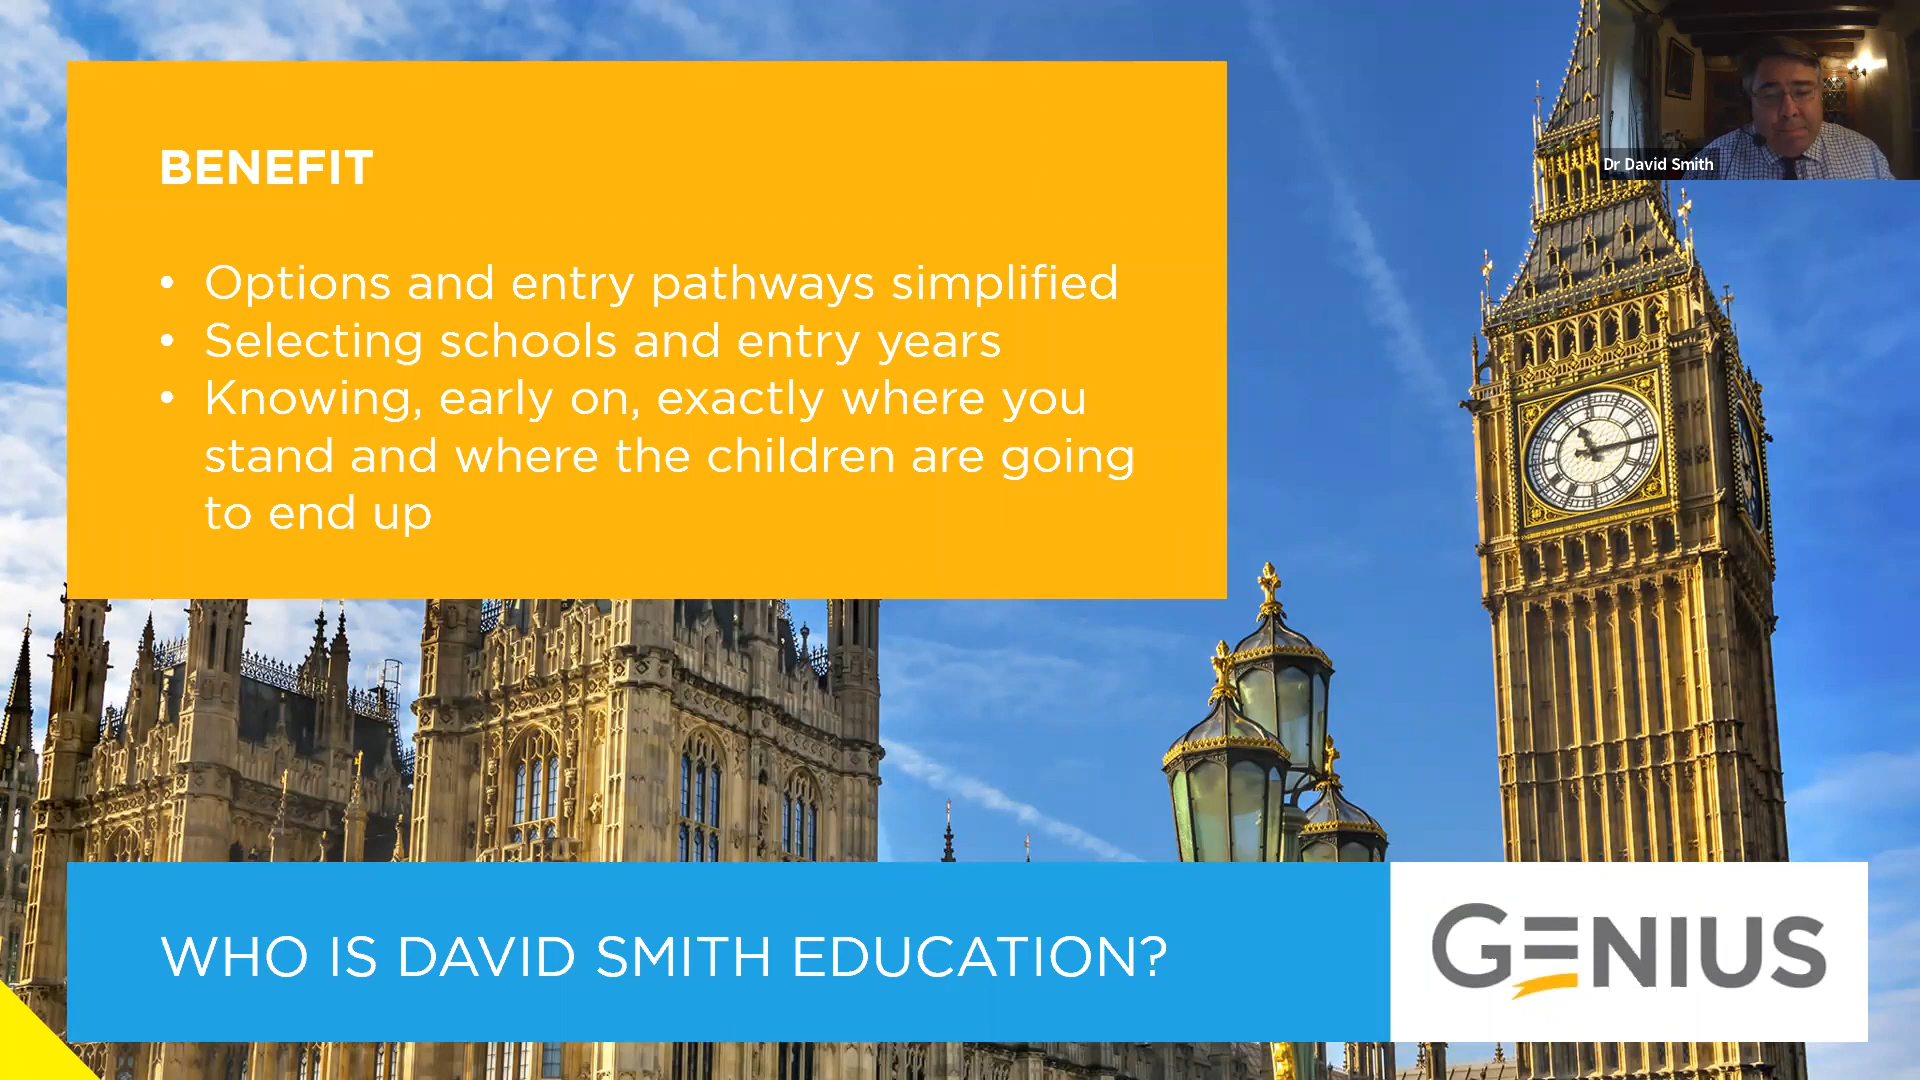 Dr David Smith
BENEFIT
• Options and entry pathways simplified
• Selecting schools and entry years
• Knowing, early on, exactly where you
stand and where the children are going
to end up
WHO IS DAVID SMITH EDUCATION?
GENIUS